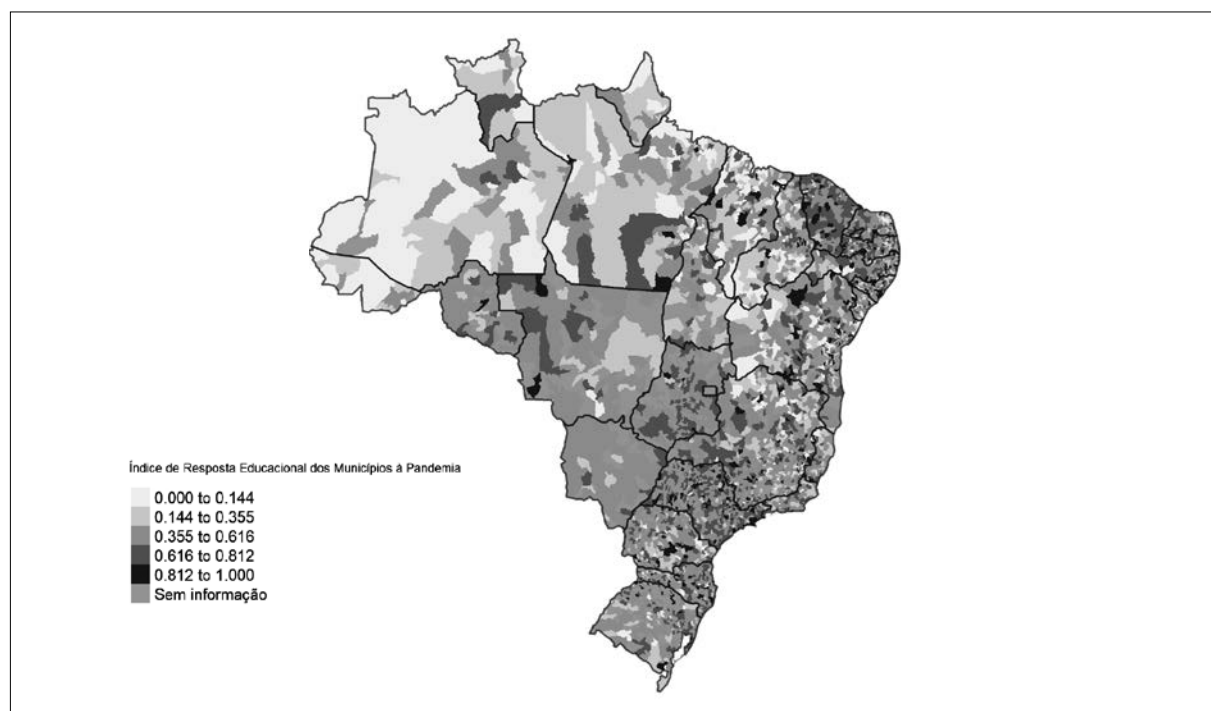 Índice de Resposta Educacional dos Municípios à Pandemia
0.000 to 0.144
0.144 to 0.355
0.355 to 0.616
0.616 to 0.812
0.812 to 1.000
Sem informação